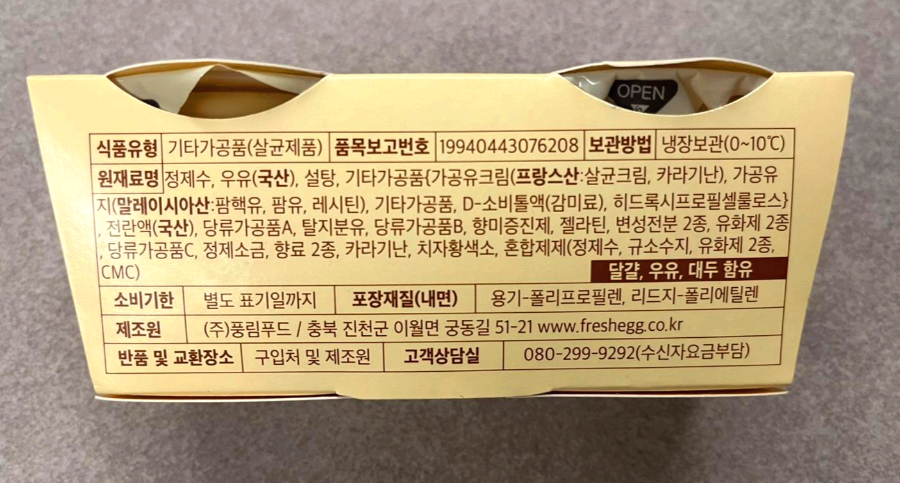 OPEN
식품유형 기타가공품(살균제품) 품목보고번호 19940443076208 보관방법 냉장보관(0~10℃)
원재료명 정제수, 우유(국산), 설탕, 기타가공품{가공유크림(프랑스산:살균크림, 카라기난), 가공유
지(말레이시아산:팜핵유, 팜유, 레시틴), 기타가공품, D-소비톨액(감미료), 히드록시프로필셀룰로스}
, 전란액(국산), 당류가공품A, 탈지분유, 당류가공품B, 향미증진제, 젤라틴, 변성전분 2종, 유화제 2종
, 당류가공품C, 정제소금, 향료 2종, 카라기난, 치자황색소, 혼합제제(정제수, 규소수지, 유화제 2종,
CMC) 달걀, 우유, 대두 함유
소비기한 별도 표기일까지 포장재질(내면) 용기-폴리프로필렌, 리드지-폴리에틸렌
제조원 (주)풍림푸드 / 충북 진천군 이월면 궁동길 51-21 www.freshegg.co.kr
반품 및 교환장소 구입처 및 제조원 고객상담실 080-299-9292(수신자요금부담)